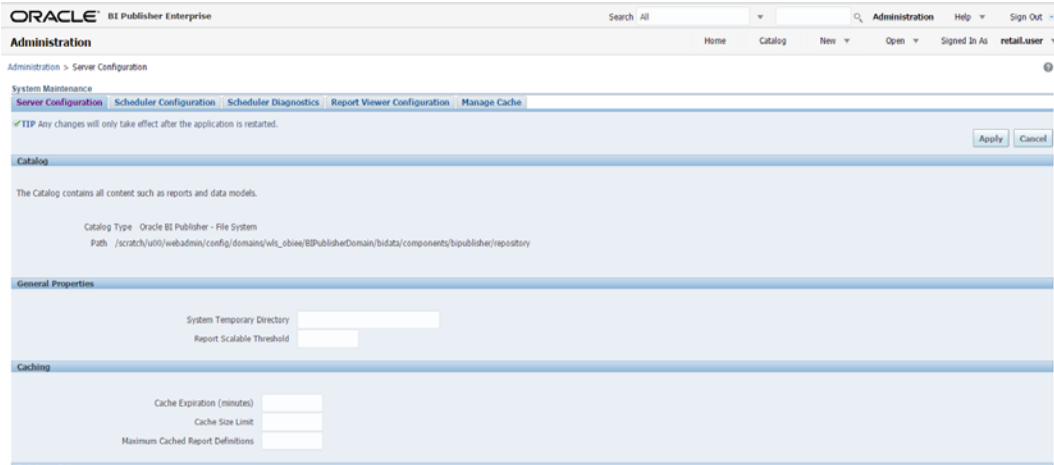 ORACLE BI Publisher Enterprise Search All Administration Help Sign Out
Administration Home Catalog New Open Signed In As retail.user
Administration > Server Configuration
System Maintenance
Server Configuration Scheduler Configuration Scheduler Diagnostics Report Viewer Configuration Manage Cache
TIP Any changes will only take effect after the application is restarted.
Apply Cancel
Catalog
The Catalog contains all content such as reports and data models.
Catalog Type Oracle BI Publisher - File System
Path /scratch/u00/webadmin/config/domains/wls_obiee/BIPublisherDomain/bidata/components/bipublisher/repository
General Properties
System Temporary Directory
Report Scalable Threshold
Caching
Cache Expiration (minutes)
Cache Size Limit
Maximum Cached Report Definitions